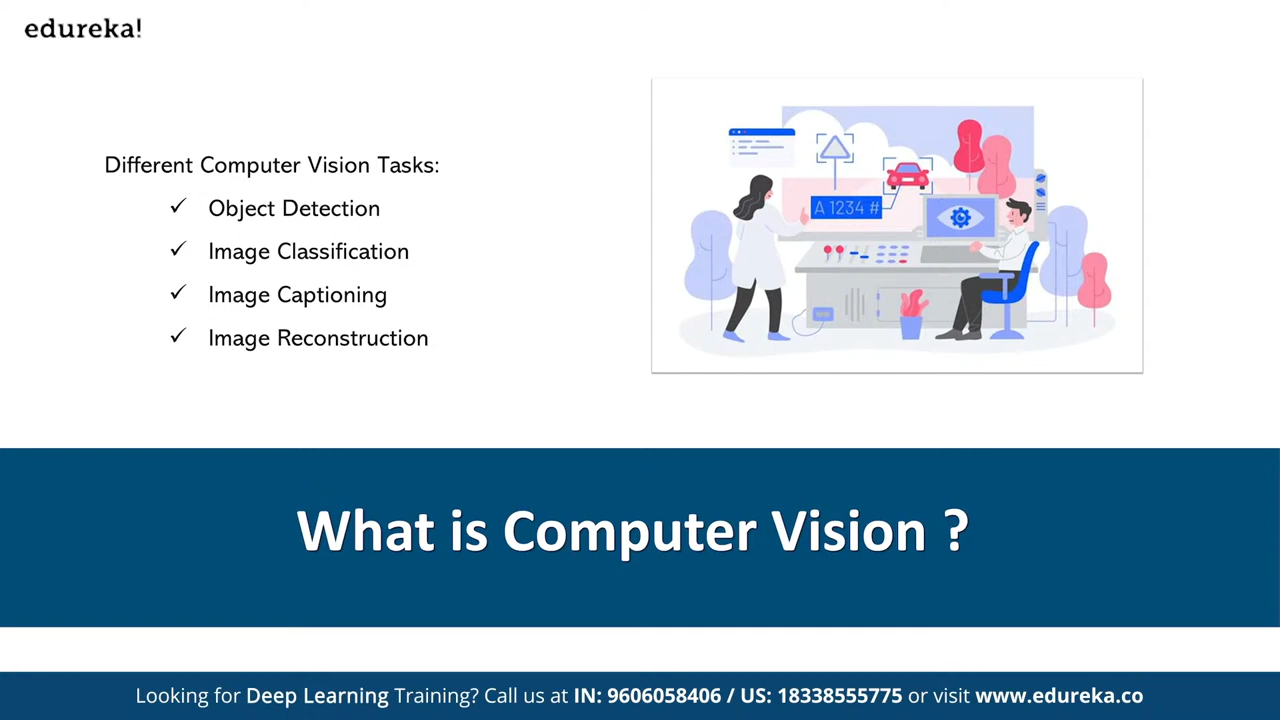 edureka!
Different Computer Vision Tasks:
✓ Object Detection
✓ Image Classification
✓ Image Captioning
✓ Image Reconstruction
A 1234 #
What is Computer Vision ?
Looking for Deep Learning Training? Call us at IN: 9606058406 / US: 18338555775 or visit www.edureka.co